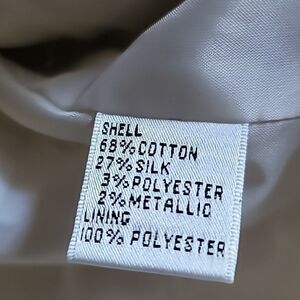 SHELL
68% COTTON
27% SILK
3% POLYESTER
2% METALLIC
LINING
100% POLYESTER